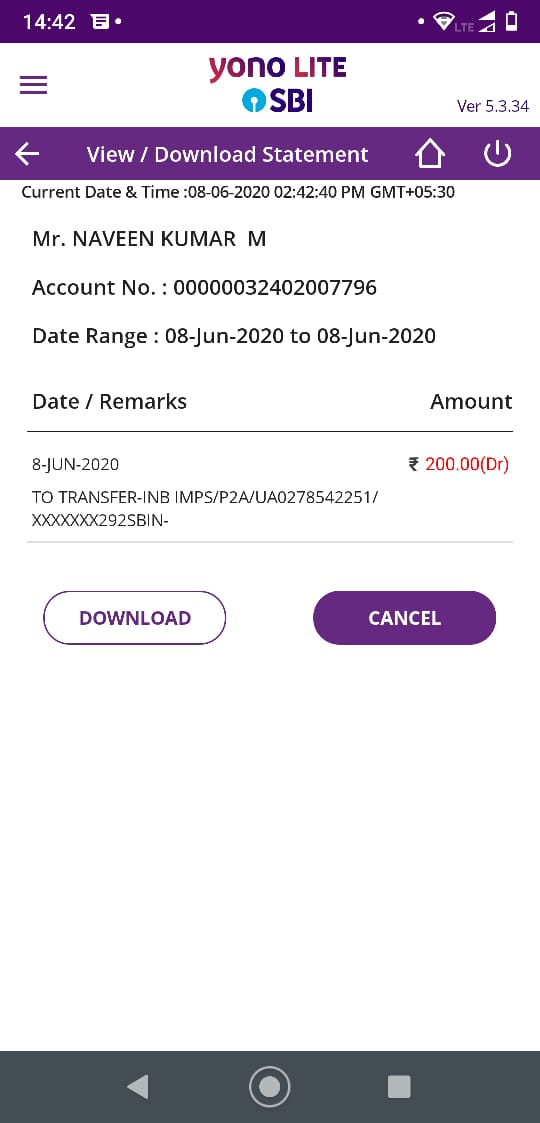 14:42
LTE
yono LITE
SBI
Ver 5.3.34
View / Download Statement
Current Date & Time :08-06-2020 02:42:40 PM GMT+05:30
Mr. NAVEEN KUMAR  M
Account No. : 00000032402007796
Date Range : 08-Jun-2020 to 08-Jun-2020
Date / Remarks Amount
8-JUN-2020 ₹ 200.00(Dr)
TO TRANSFER-INB IMPS/P2A/UA0278542251/
XXXXXXX292SBIN-
DOWNLOAD CANCEL